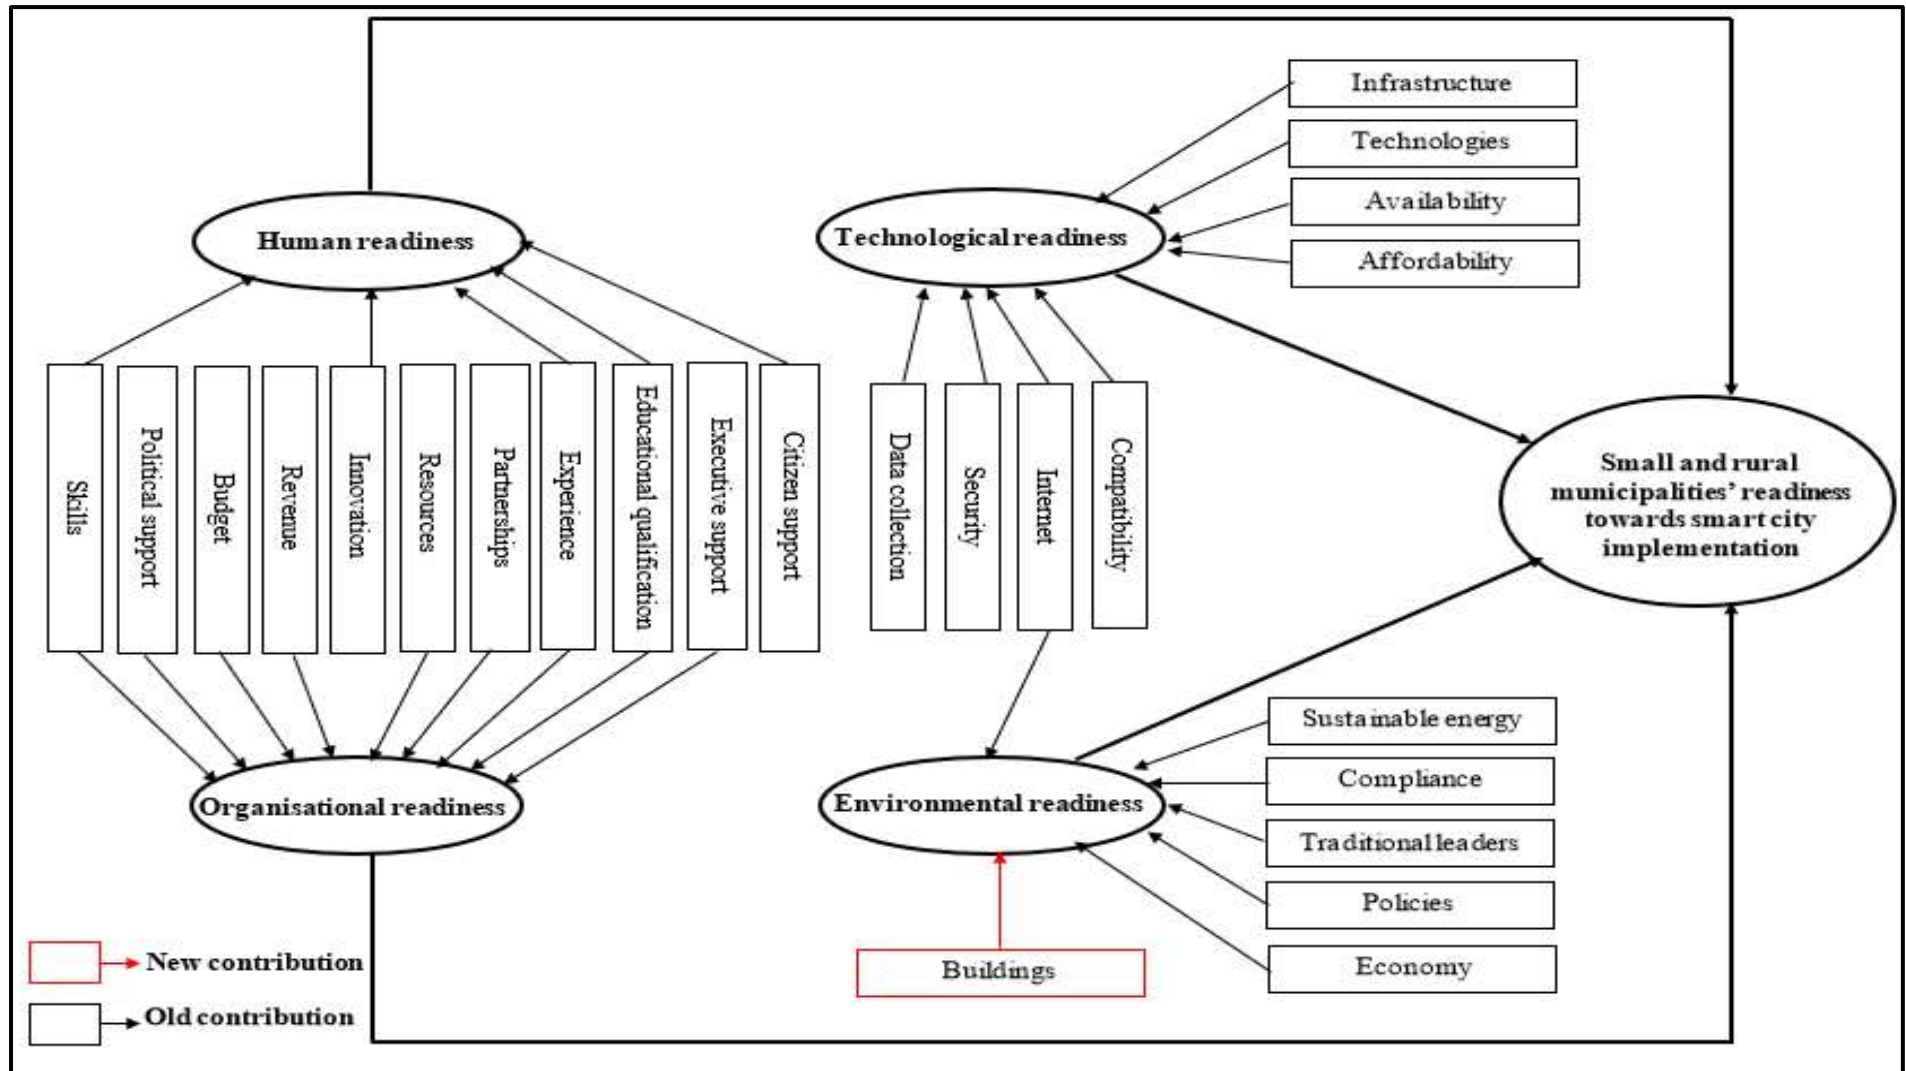 Infrastructure
Technologies
Availability
Affordability
Human readiness
Technological readiness
Skills
Political support
Budget
Revenue
Innovation
Resources
Partnerships
Experience
Educational qualification
Executive support
Citizen support
Data collection
Security
Internet
Compatibility
Small and rural
municipalities’ readiness
towards smart city
implementation
Organisational readiness
Environmental readiness
Sustainable energy
Compliance
Traditional leaders
Policies
Economy
Buildings
New contribution
Old contribution